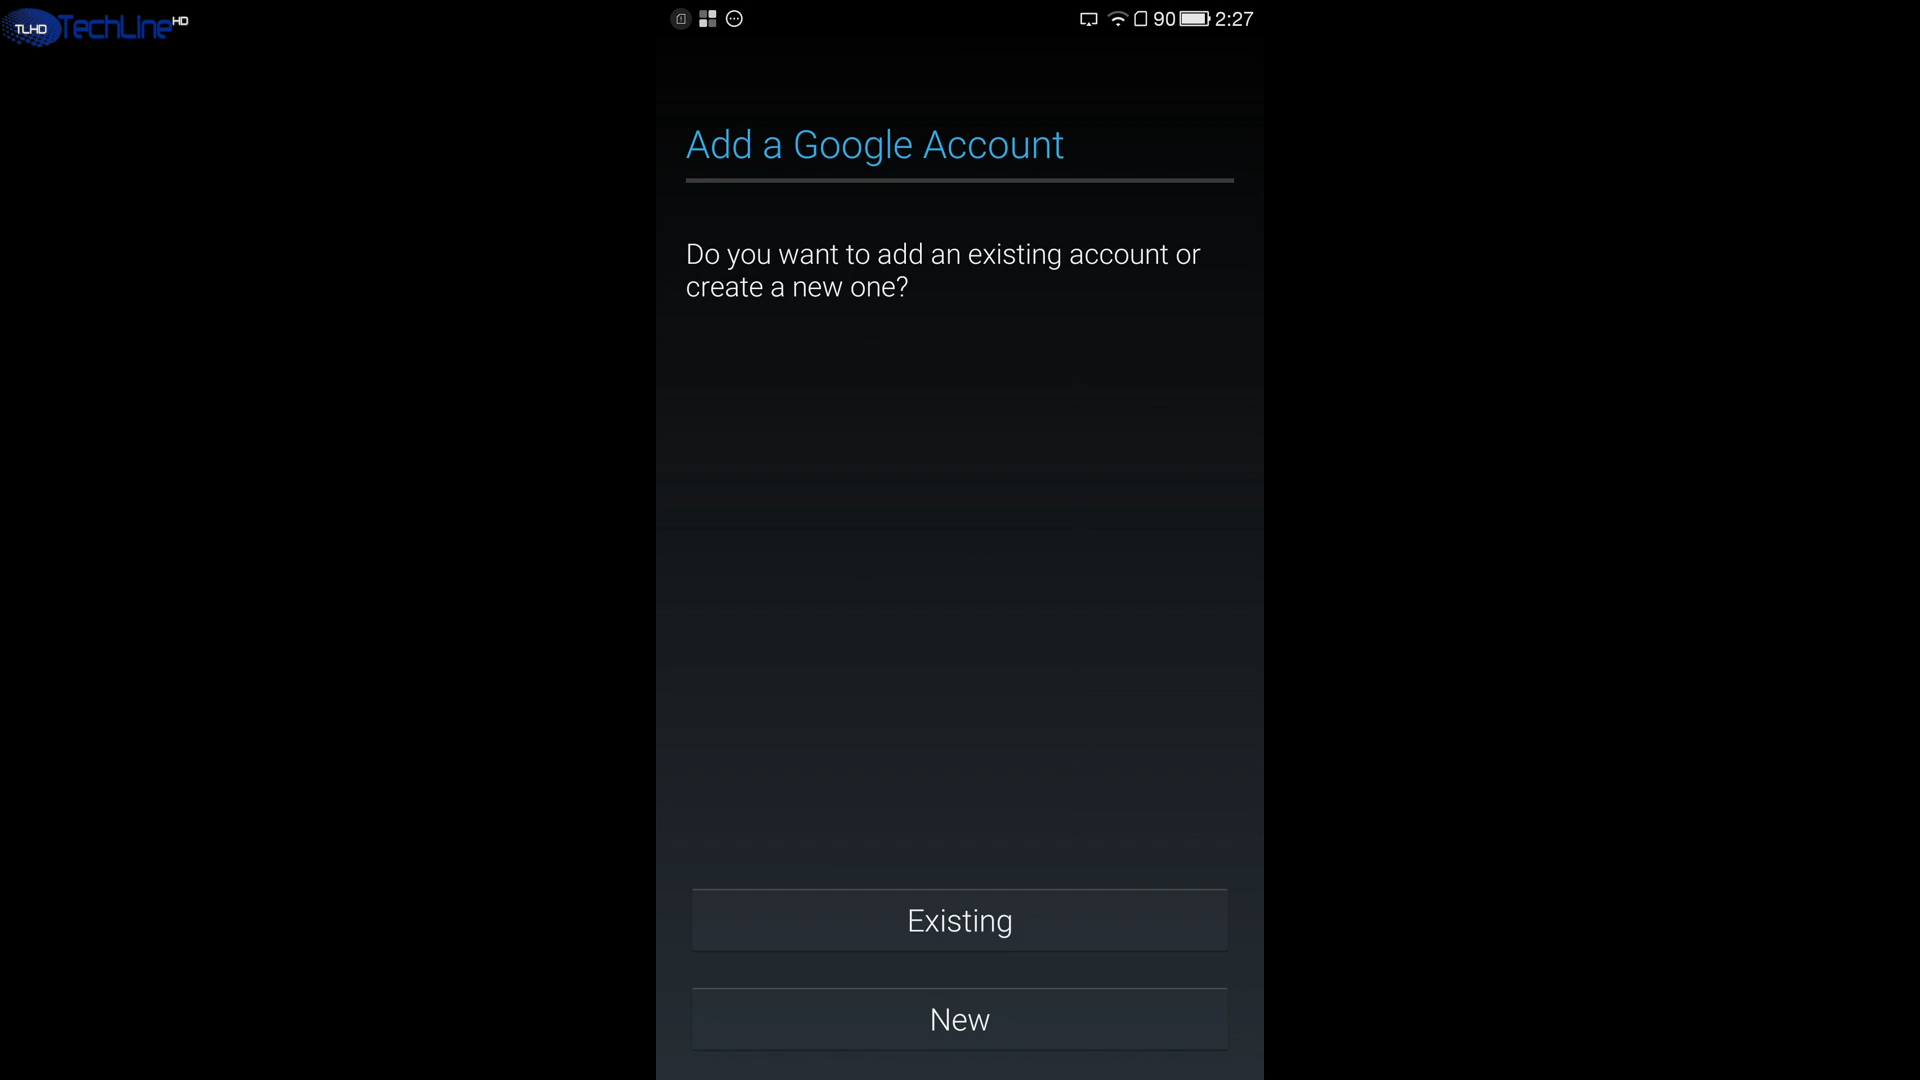 TLHD TechLine HD
90 2:27
Add a Google Account
Do you want to add an existing account or
create a new one?
Existing
New